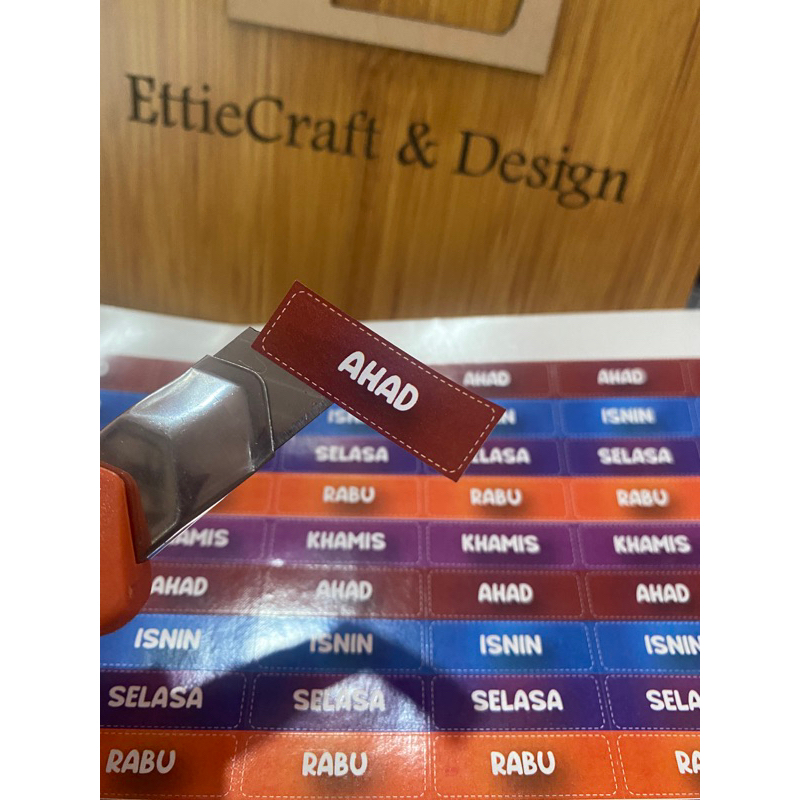 EttieCraft & Design
AHAD
AHAD AHAD
ISNIN
SELASA SELASA
RABU RABU RABU
KHAMIS KHAMIS KHAMIS
AHAD AHAD AHAD AHAD
ISNIN ISNIN ISNIN ISNIN
SELASA SELASA SELASA
RABU RABU RABU